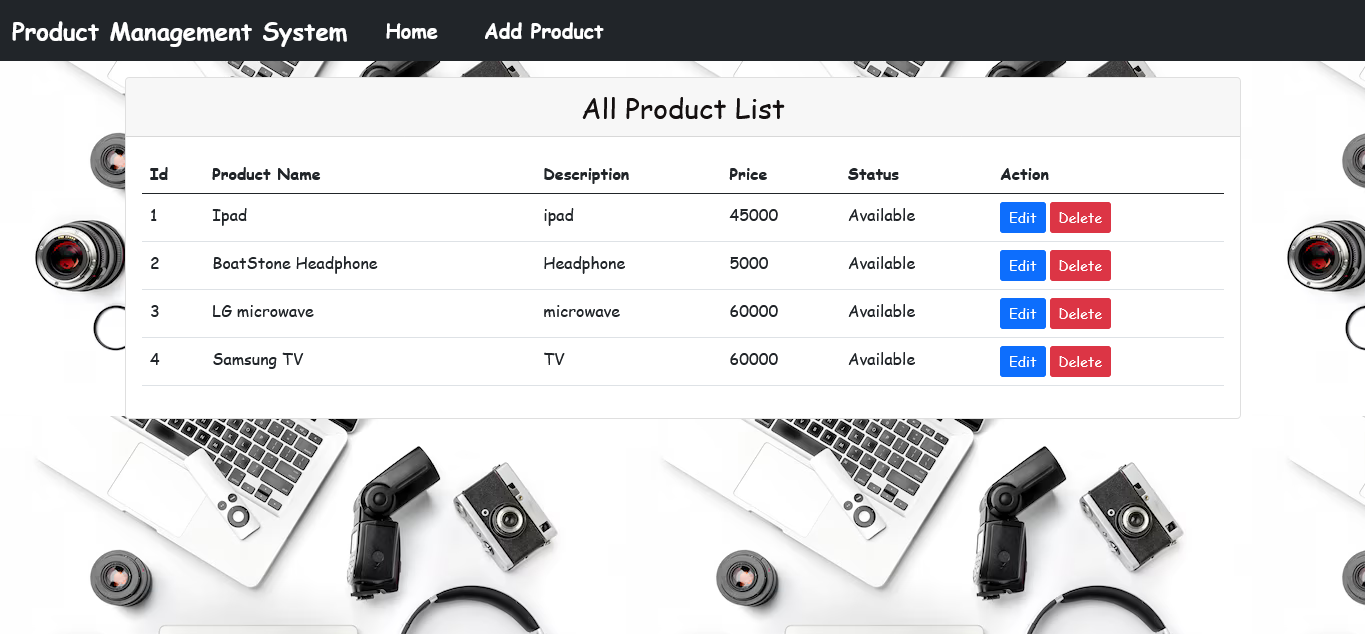 Product Management System Home Add Product
All Product List
Id Product Name Description Price Status Action
1 Ipad ipad 45000 Available Edit Delete
2 BoatStone Headphone Headphone 5000 Available Edit Delete
3 LG microwave microwave 60000 Available Edit Delete
4 Samsung TV TV 60000 Available Edit Delete